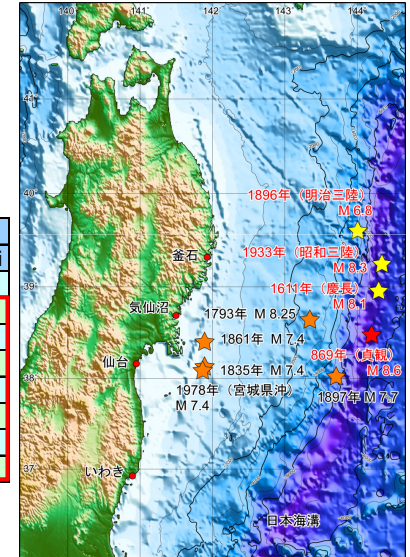 140°
141°
142°
143°
144°
41°
40°
1896年（明治三陸）
M 6.8
1933年（昭和三陸）
M 8.3
釜石
39°
1611年（慶長）
M 8.1
気仙沼
1793年 M 8.25
1861年 M 7.4
869年（貞観）
M 8.6
仙台
1835年 M 7.4
38°
1978年（宮城県沖）
M 7.4
1897年 M 7.7
37°
いわき
日本海溝